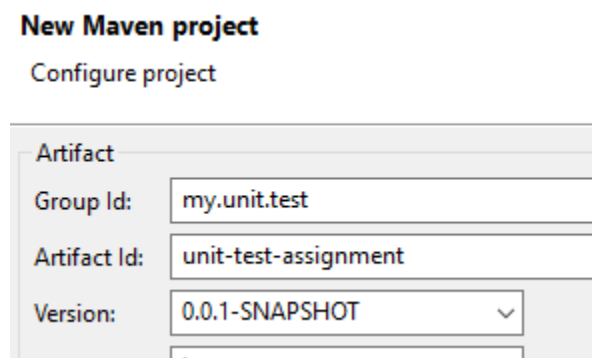 New Maven project
Configure project
Artifact
Group Id: my.unit.test
Artifact Id: unit-test-assignment
Version: 0.0.1-SNAPSHOT